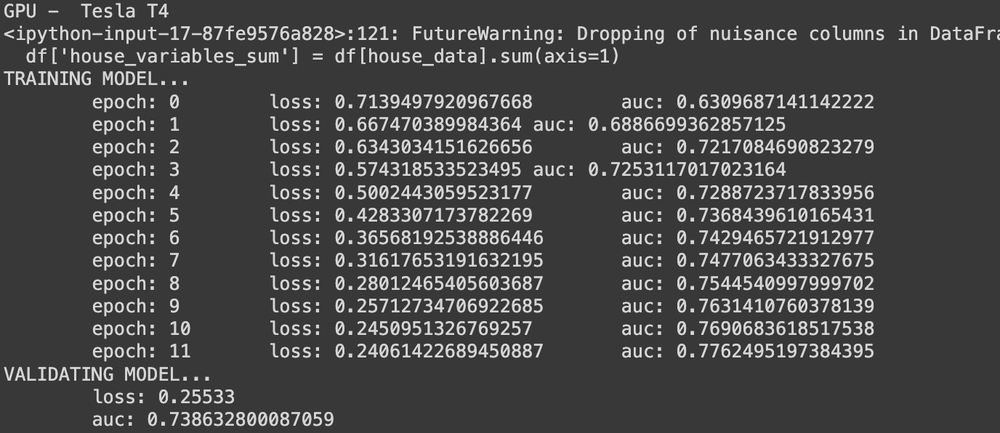 GPU -  Tesla T4
<ipython-input-17-87fe9576a828>:121: FutureWarning: Dropping of nuisance columns in DataFra
  df['house_variables_sum'] = df[house_data].sum(axis=1)
TRAINING MODEL...
	epoch: 0	loss: 0.7139497920967668	auc: 0.6309687141142222
	epoch: 1	loss: 0.667470389984364	auc: 0.6886699362857125
	epoch: 2	loss: 0.6343034151626656	auc: 0.7217084690823279
	epoch: 3	loss: 0.574318533523495	auc: 0.7253117017023164
	epoch: 4	loss: 0.5002443059523177	auc: 0.7288723717833956
	epoch: 5	loss: 0.4283307173782269	auc: 0.7368439610165431
	epoch: 6	loss: 0.36568192538886446	auc: 0.7429465721912977
	epoch: 7	loss: 0.31617653191632195	auc: 0.7477063433327675
	epoch: 8	loss: 0.28012465405603687	auc: 0.7544540997999702
	epoch: 9	loss: 0.25712734706922685	auc: 0.7631410760378139
	epoch: 10	loss: 0.2450951326769257	auc: 0.7690683618517538
	epoch: 11	loss: 0.24061422689450887	auc: 0.7762495197384395
VALIDATING MODEL...
	loss: 0.25533
	auc: 0.738632800087059